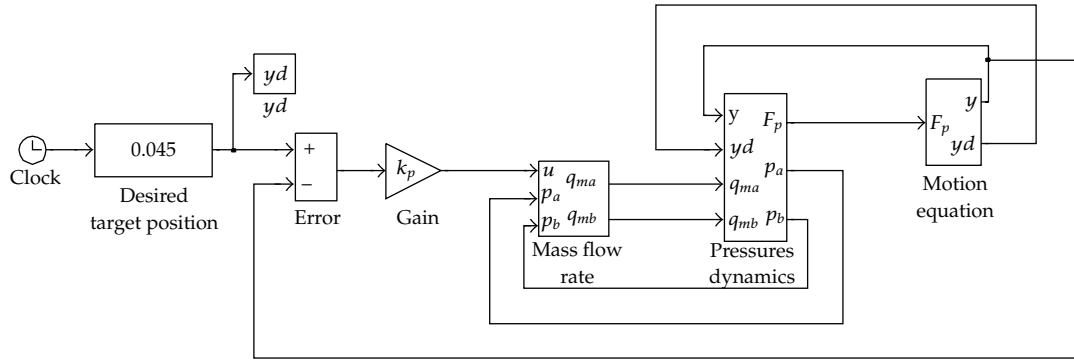 yd
yd
Clock
0.045
Desired
target position
+
−
Error
k_p
Gain
u
p_a
p_b
q_ma
q_mb
Mass flow
rate
y
yd
q_ma
q_mb
F_p
p_a
p_b
Pressures
dynamics
F_p
y
yd
Motion
equation